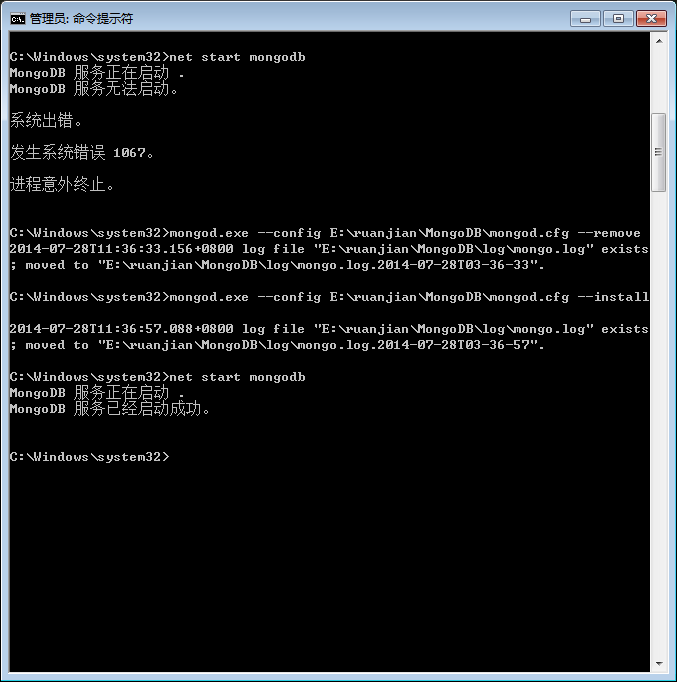 管理员: 命令提示符
C:\Windows\system32>net start mongodb
MongoDB 服务正在启动 .
MongoDB 服务无法启动。
系统出错。
发生系统错误 1067。
进程意外终止。
C:\Windows\system32>mongod.exe --config E:\ruanjian\MongoDB\mongod.cfg --remove
2014-07-28T11:36:33.156+0800 log file "E:\ruanjian\MongoDB\log\mongo.log" exists
; moved to "E:\ruanjian\MongoDB\log\mongo.log.2014-07-28T03-36-33".
C:\Windows\system32>mongod.exe --config E:\ruanjian\MongoDB\mongod.cfg --install
2014-07-28T11:36:57.088+0800 log file "E:\ruanjian\MongoDB\log\mongo.log" exists
; moved to "E:\ruanjian\MongoDB\log\mongo.log.2014-07-28T03-36-57".
C:\Windows\system32>net start mongodb
MongoDB 服务正在启动 .
MongoDB 服务已经启动成功。
C:\Windows\system32>